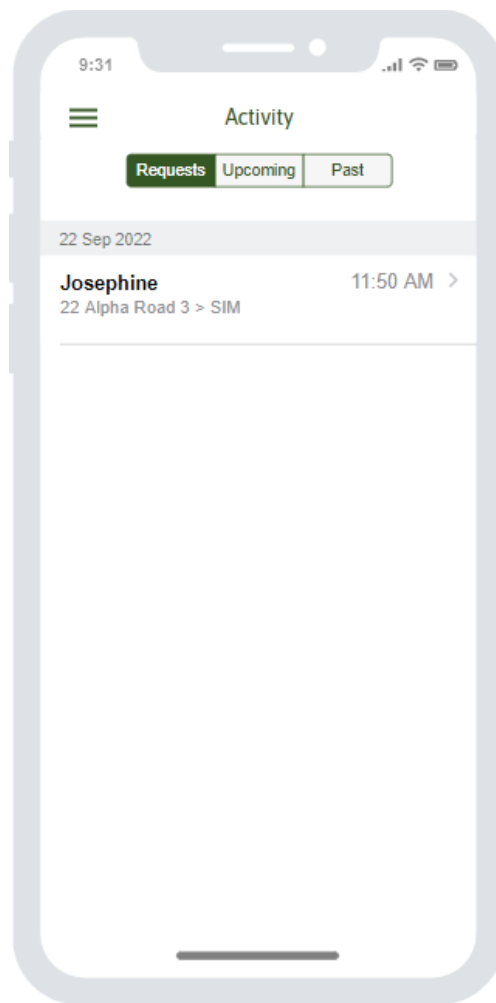 9:31
Activity
Requests Upcoming Past
22 Sep 2022
Josephine 11:50 AM >
22 Alpha Road 3 > SIM